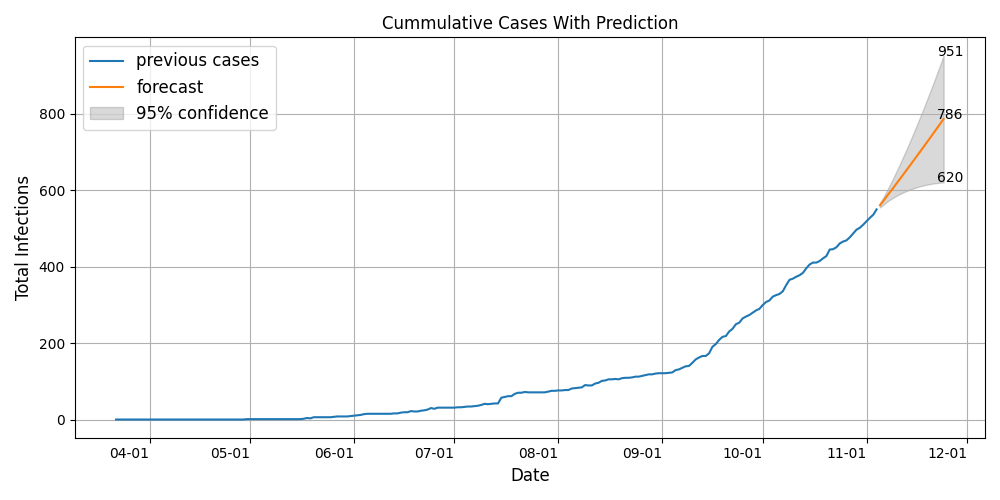 Cummulative Cases With Prediction
previous cases
forecast
95% confidence
951
786
620
Total Infections
800
600
400
200
0
04-01 05-01 06-01 07-01 08-01 09-01 10-01 11-01 12-01
Date